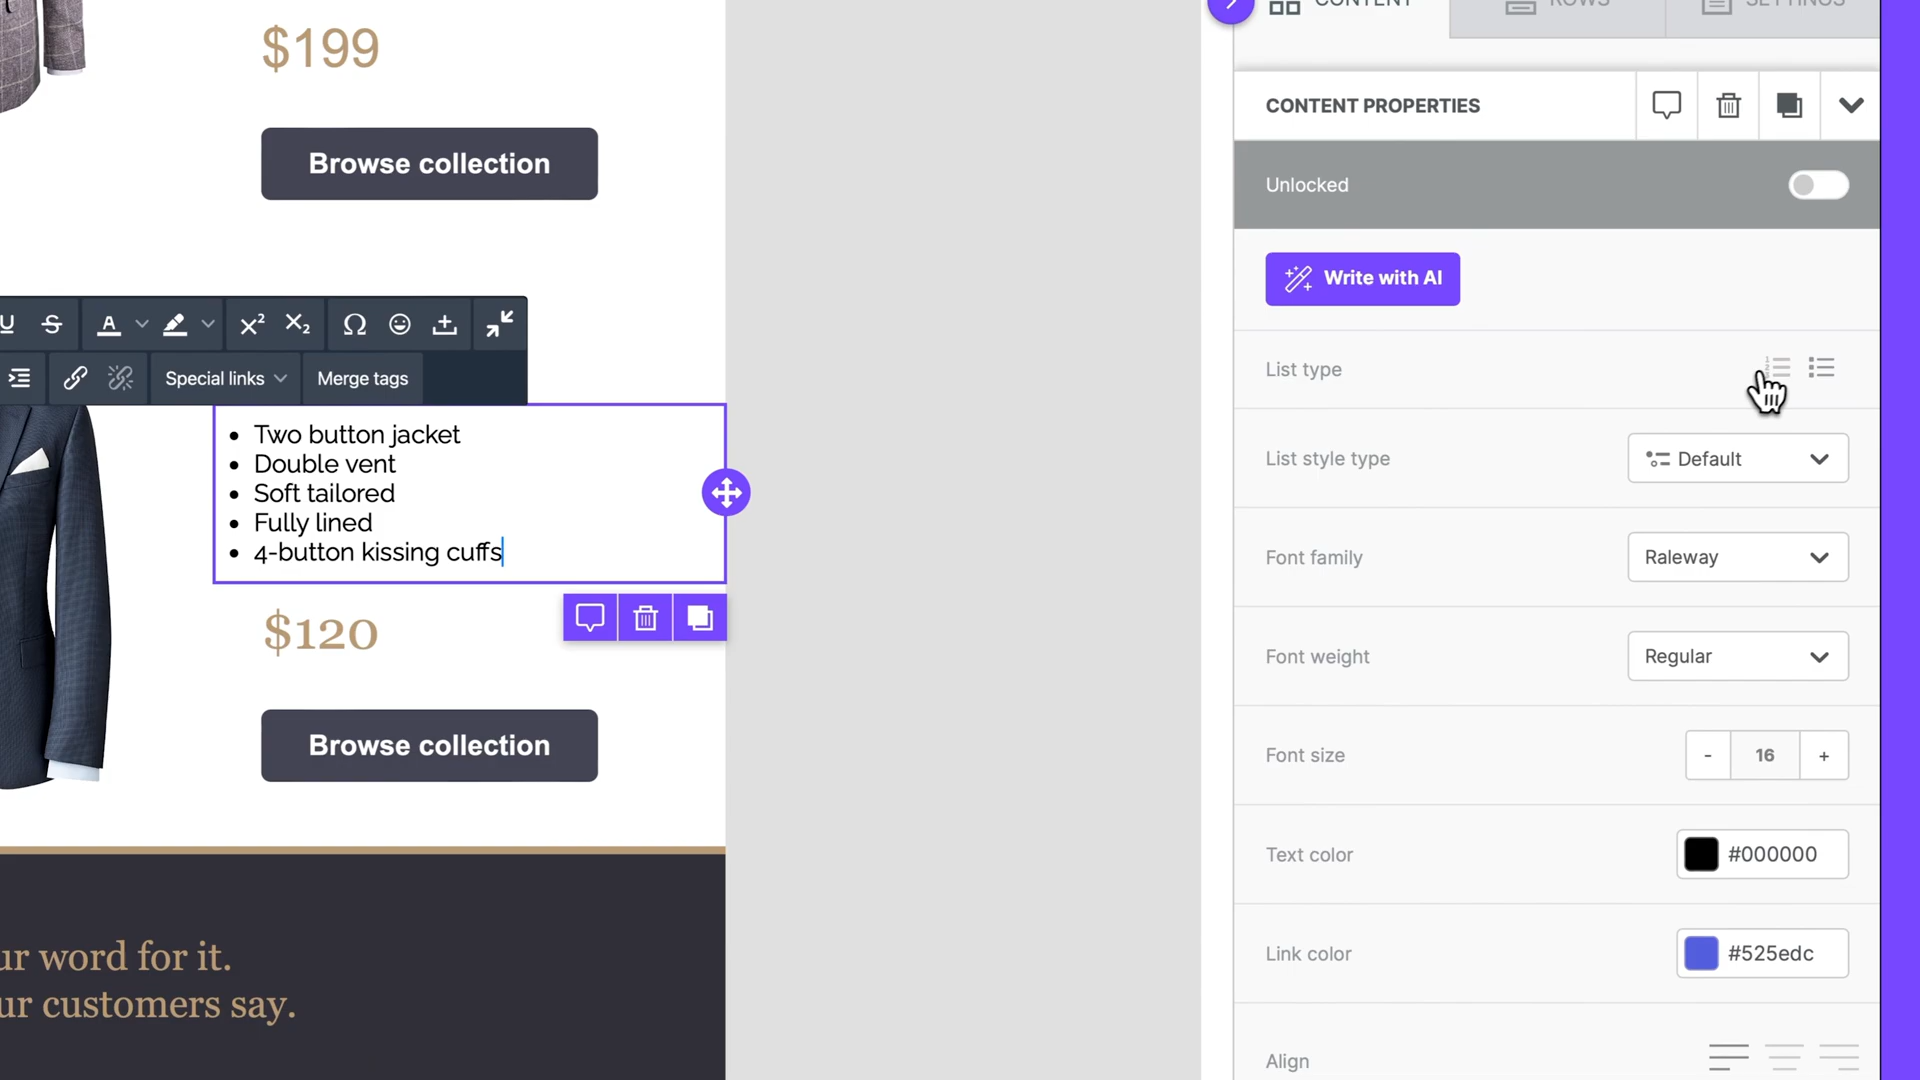 $199
Browse collection
Special links
Merge tags
Two button jacket
Double vent
Soft tailored
Fully lined
4-button kissing cuffs
$120
Browse collection
ur word for it.
ur customers say.
CONTENT
ROWS
SETTINGS
CONTENT PROPERTIES
Unlocked
Write with AI
List type
List style type
Default
Font family
Raleway
Font weight
Regular
Font size
- 16 +
Text color
#000000
Link color
#525edc
Align